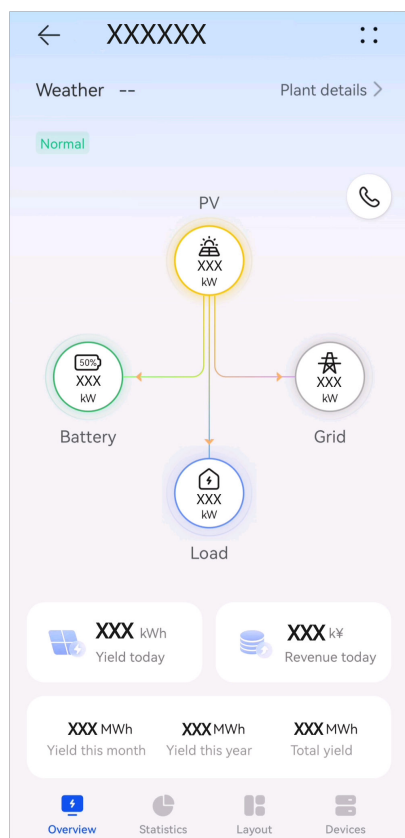 XXXXXX
Weather --
Plant details
Normal
PV
XXX
kW
50%
XXX
kW
Battery
XXX
kW
Grid
XXX
kW
Load
XXX kWh
Yield today
XXX k¥
Revenue today
XXX MWh
Yield this month
XXX MWh
Yield this year
XXX MWh
Total yield
Overview
Statistics
Layout
Devices